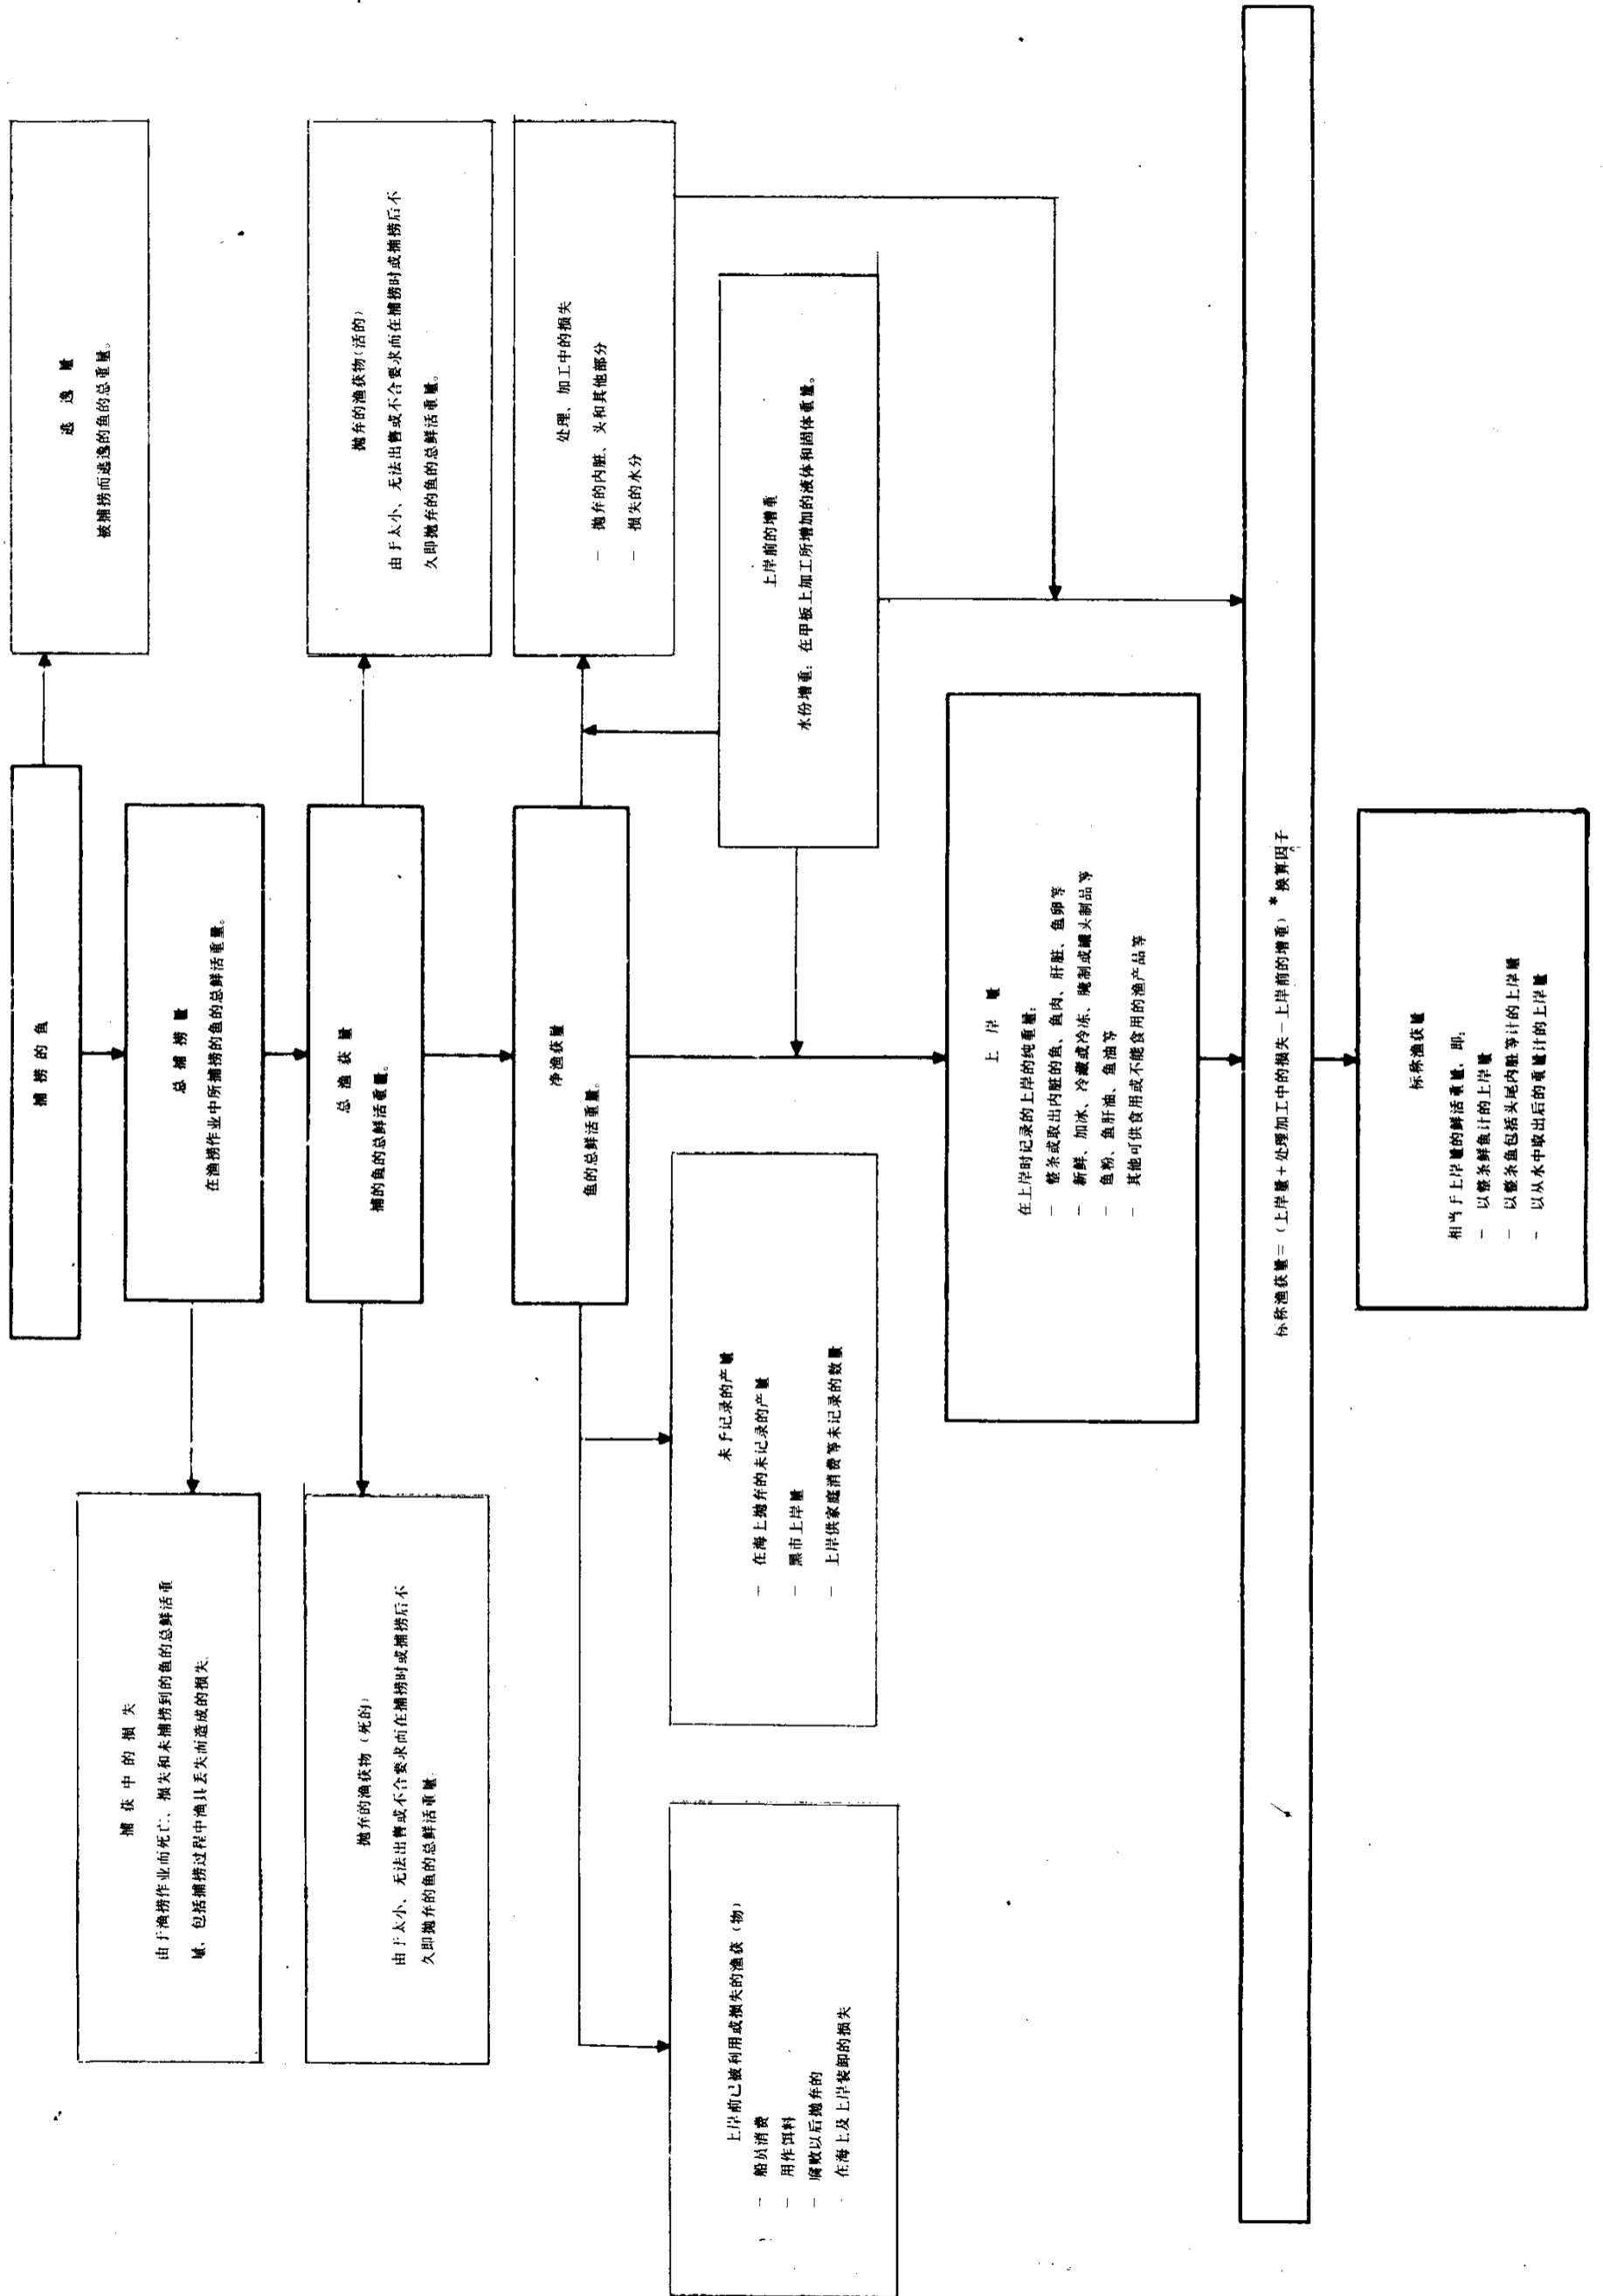 捕捞的鱼
逃逸量
被捕捞而逃逸的鱼的总重量。
总捕捞量
在渔捞作业中所捕捞的鱼的总鲜活重量。
捕获中的损失
由于渔捞作业而死亡、损失和未捕捞到的鱼的总鲜活重
量，包括捕捞过程中渔具丢失而造成的损失.
总渔获量
捕的鱼的总鲜活重量。
抛弃的渔获物(活的)
由于太小、无法出售或不合要求而在捕捞时或捕捞后不
久即抛弃的鱼的总鲜活重量。
抛弃的渔获物（死的）
由于太小、无法出售或不合要求而在捕捞时或捕捞后不
久即抛弃的鱼的总鲜活重量.
净渔获量
鱼的总鲜活重量。
处理、加工中的损失
— 抛弃的内脏、头和其他部分
— 损失的水分
上岸前的增重
水份增重；在甲板上加工所增加的液体和固体重量。
未予记录的产量
— 在海上抛弃的未记录的产量
— 黑市上岸量
— 上岸供家庭消费等未记录的数量
上岸前已被利用或损失的渔获（物）
— 船员消费
— 用作饵料
— 腐败以后抛弃的
- 在海上及上岸装卸的损失
上岸量
在上岸时记录的上岸的纯重量：
— 整条或取出内脏的鱼、鱼肉、肝脏、鱼卵等
— 新鲜、加冰、冷藏或冷冻、腌制或罐头制品等
— 鱼粉、鱼肝油、鱼油等
— 其他可供食用或不能食用的渔产品等
标称渔获量=（上岸量+处理加工中的损失-上岸前的增重）*换算因子
标称渔获量
相当于上岸量的鲜活重量，即：
— 以整条鲜鱼计的上岸量
— 以整条鱼包括头尾内脏等计的上岸量
- 以从水中取出后的重量计的上岸量